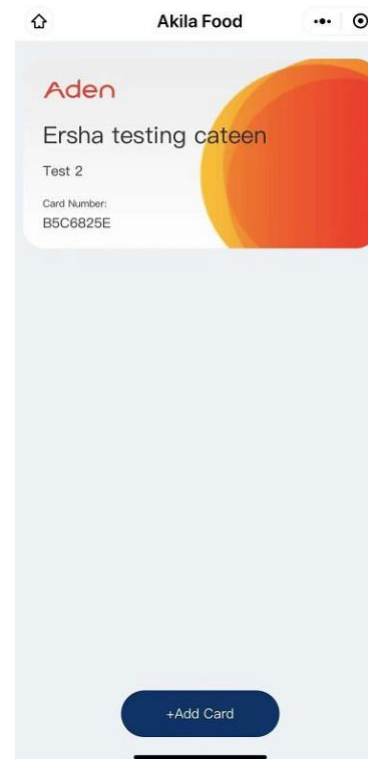 Akila Food
Aden
Ersha testing cateen
Test 2
Card Number:
B5C6825E
+Add Card